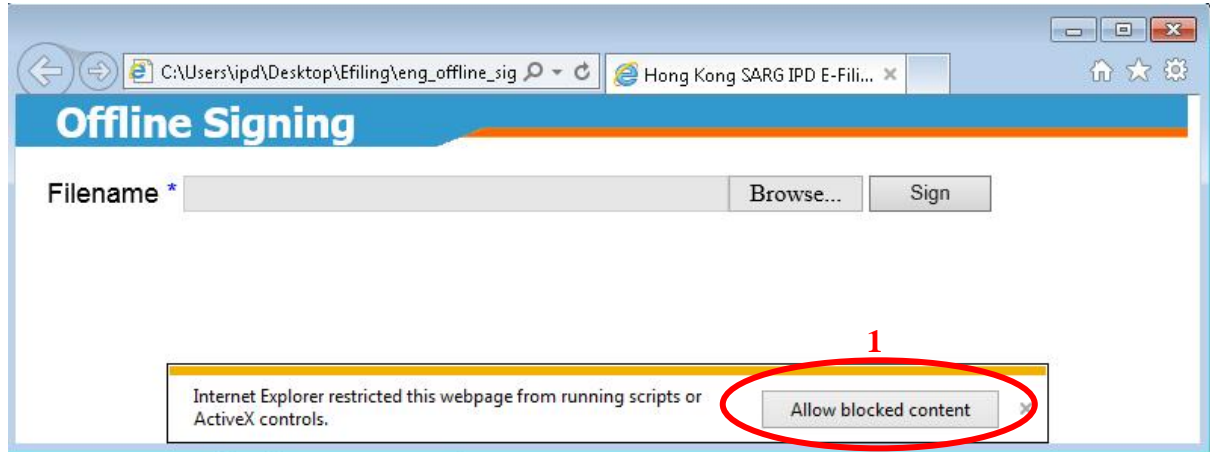 C:\Users\ipd\Desktop\Efiling\eng_offline_sig
Hong Kong SARG IPD E-Fili...
Offline Signing
Filename * Browse... Sign
1
Internet Explorer restricted this webpage from running scripts or
ActiveX controls.
Allow blocked content